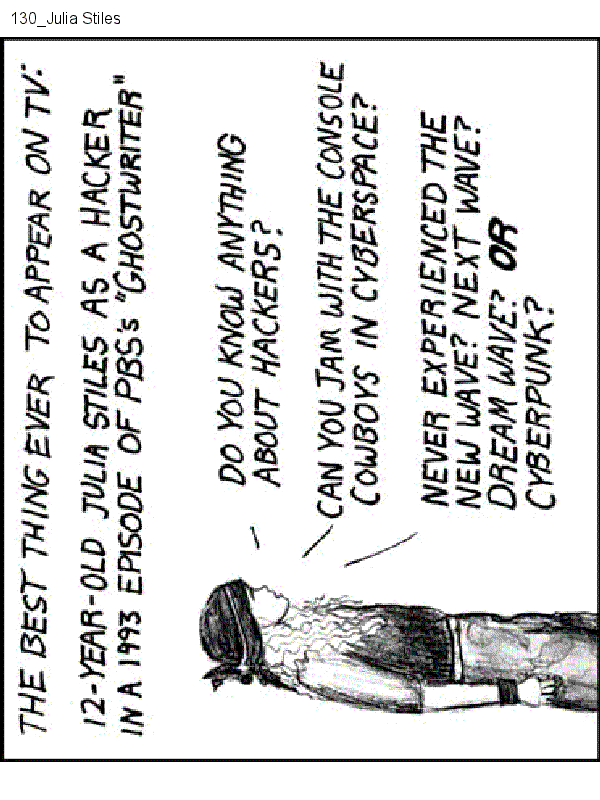 130_Julia Stiles
THE BEST THING EVER TO APPEAR ON TV:
12-YEAR-OLD JULIA STILES AS A HACKER
IN A 1993 EPISODE OF PBS's "GHOSTWRITER"
DO YOU KNOW ANYTHING
ABOUT HACKERS?
CAN YOU JAM WITH THE CONSOLE
COWBOYS IN CYBERSPACE?
NEVER EXPERIENCED THE
NEW WAVE? NEXT WAVE?
DREAM WAVE? OR
CYBERPUNK?